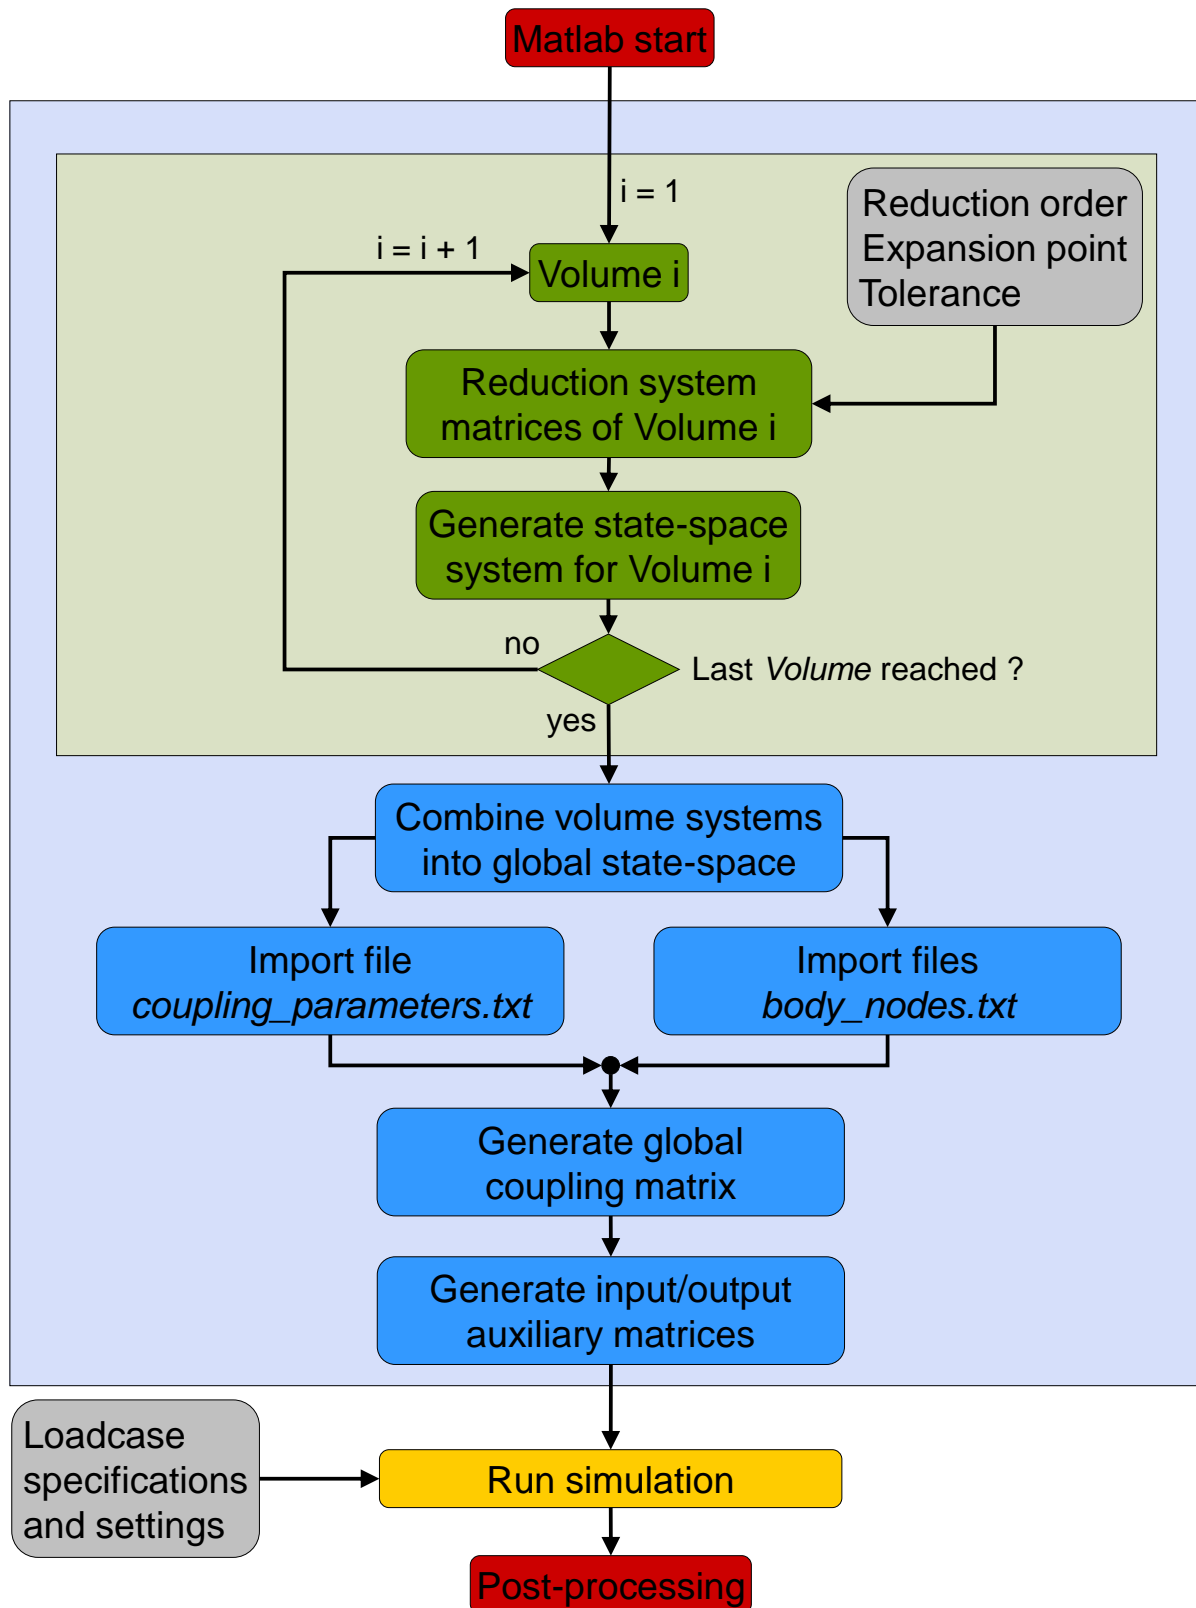 Matlab start
i = 1
i = i + 1
Reduction order
Expansion point
Tolerance
Volume i
Reduction system
matrices of Volume i
Generate state-space
system for Volume i
no
Last Volume reached ?
yes
Combine volume systems
into global state-space
Import file
coupling_parameters.txt
Import files
body_nodes.txt
Generate global
coupling matrix
Generate input/output
auxiliary matrices
Loadcase
specifications
and settings
Run simulation
Post-processing